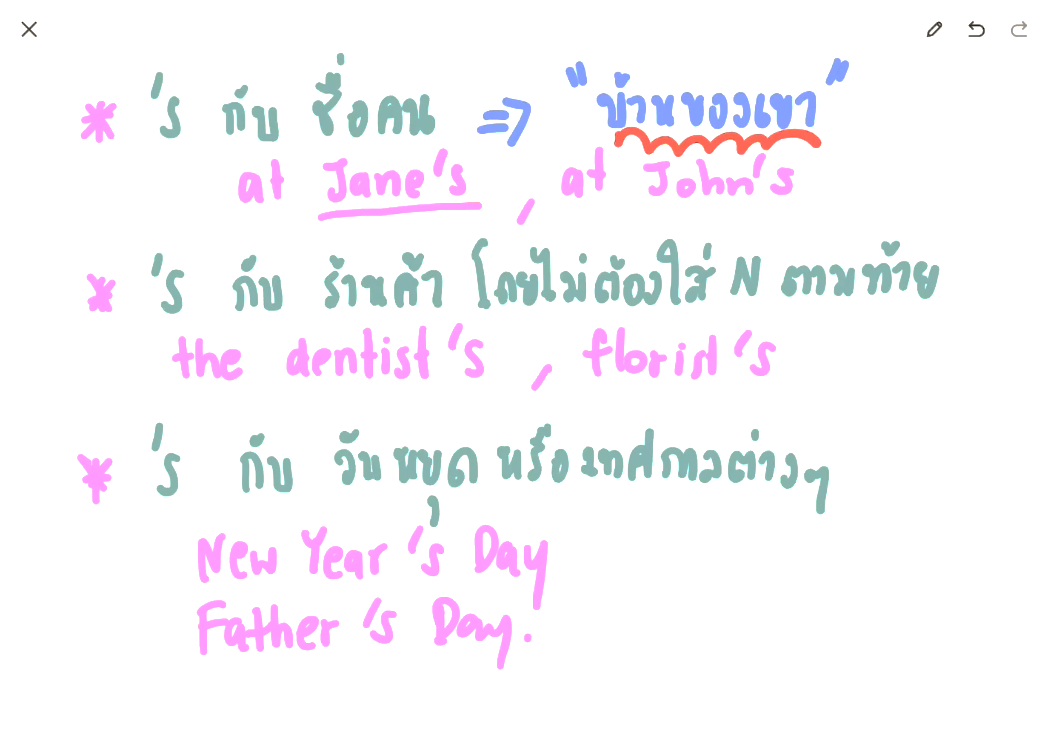 * 's กับ ชื่อคน => "บ้านของเขา"
at Jane's , at John's
* 's กับ ร้านค้า โดยไม่ต้องใส่ N ตามท้าย
the dentist's , florist's
* 's กับ วันหยุด หรือเทศกาลต่างๆ
New Year's Day
Father's Day.